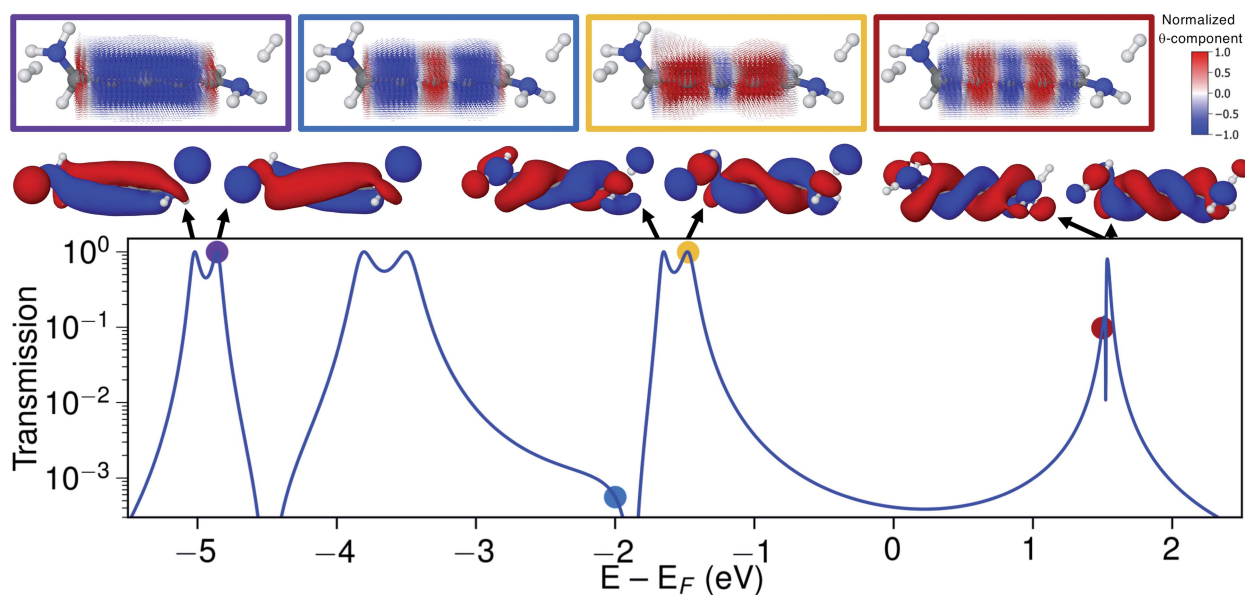 Normalized
θ-component
1.0
0.5
0.0
−0.5
−1.0
Transmission
10⁰
10⁻¹
10⁻²
10⁻³
−5 −4 −3 −2 −1 0 1 2
E − E_F (eV)